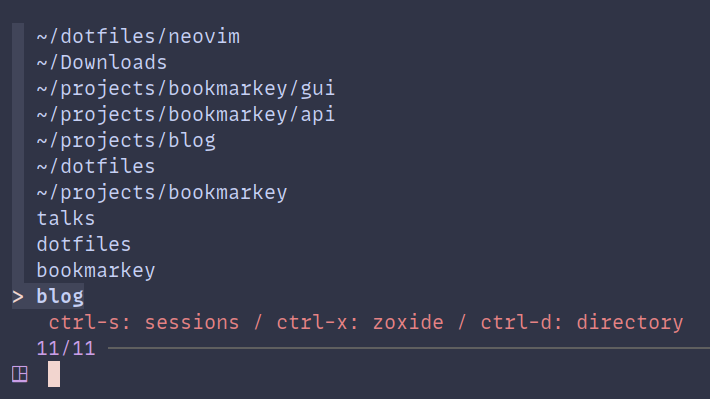 ~/dotfiles/neovim
~/Downloads
~/projects/bookmarkey/gui
~/projects/bookmarkey/api
~/projects/blog
~/dotfiles
~/projects/bookmarkey
talks
dotfiles
bookmarkey
> blog
ctrl-s: sessions / ctrl-x: zoxide / ctrl-d: directory
11/11